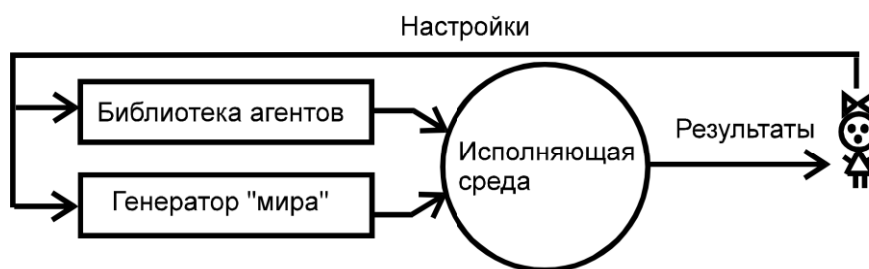 Настройки
Библиотека агентов
Генератор "мира"
Исполняющая
среда
Результаты